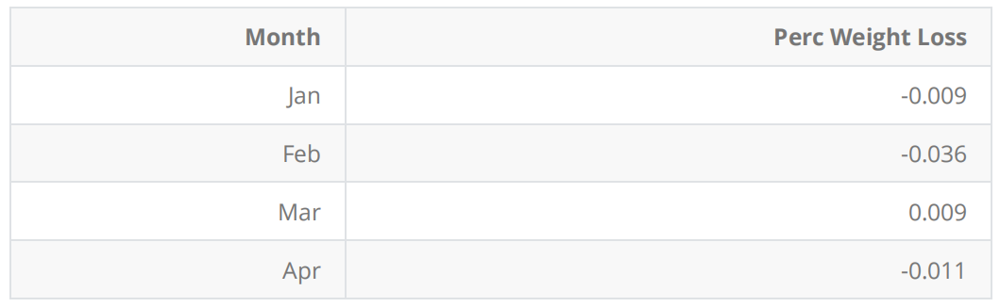 Month Perc Weight Loss
Jan -0.009
Feb -0.036
Mar 0.009
Apr -0.011